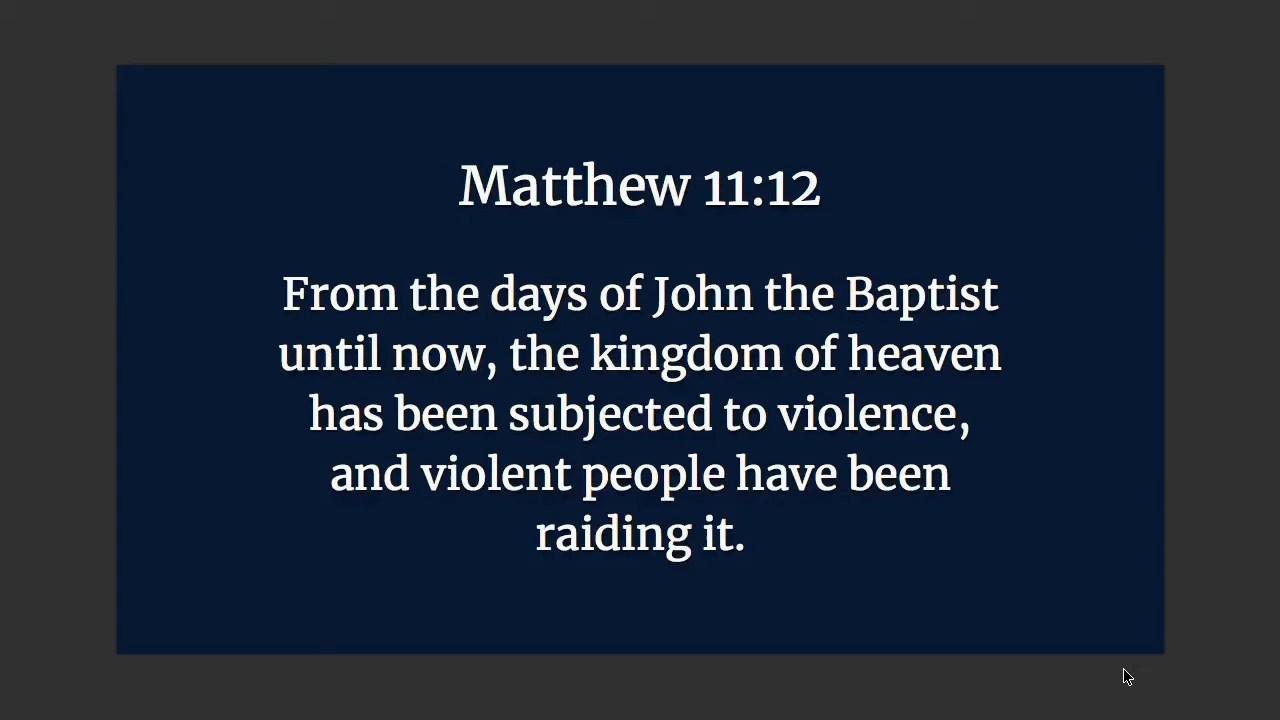 Matthew 11:12
From the days of John the Baptist
until now, the kingdom of heaven
has been subjected to violence,
and violent people have been
raiding it.